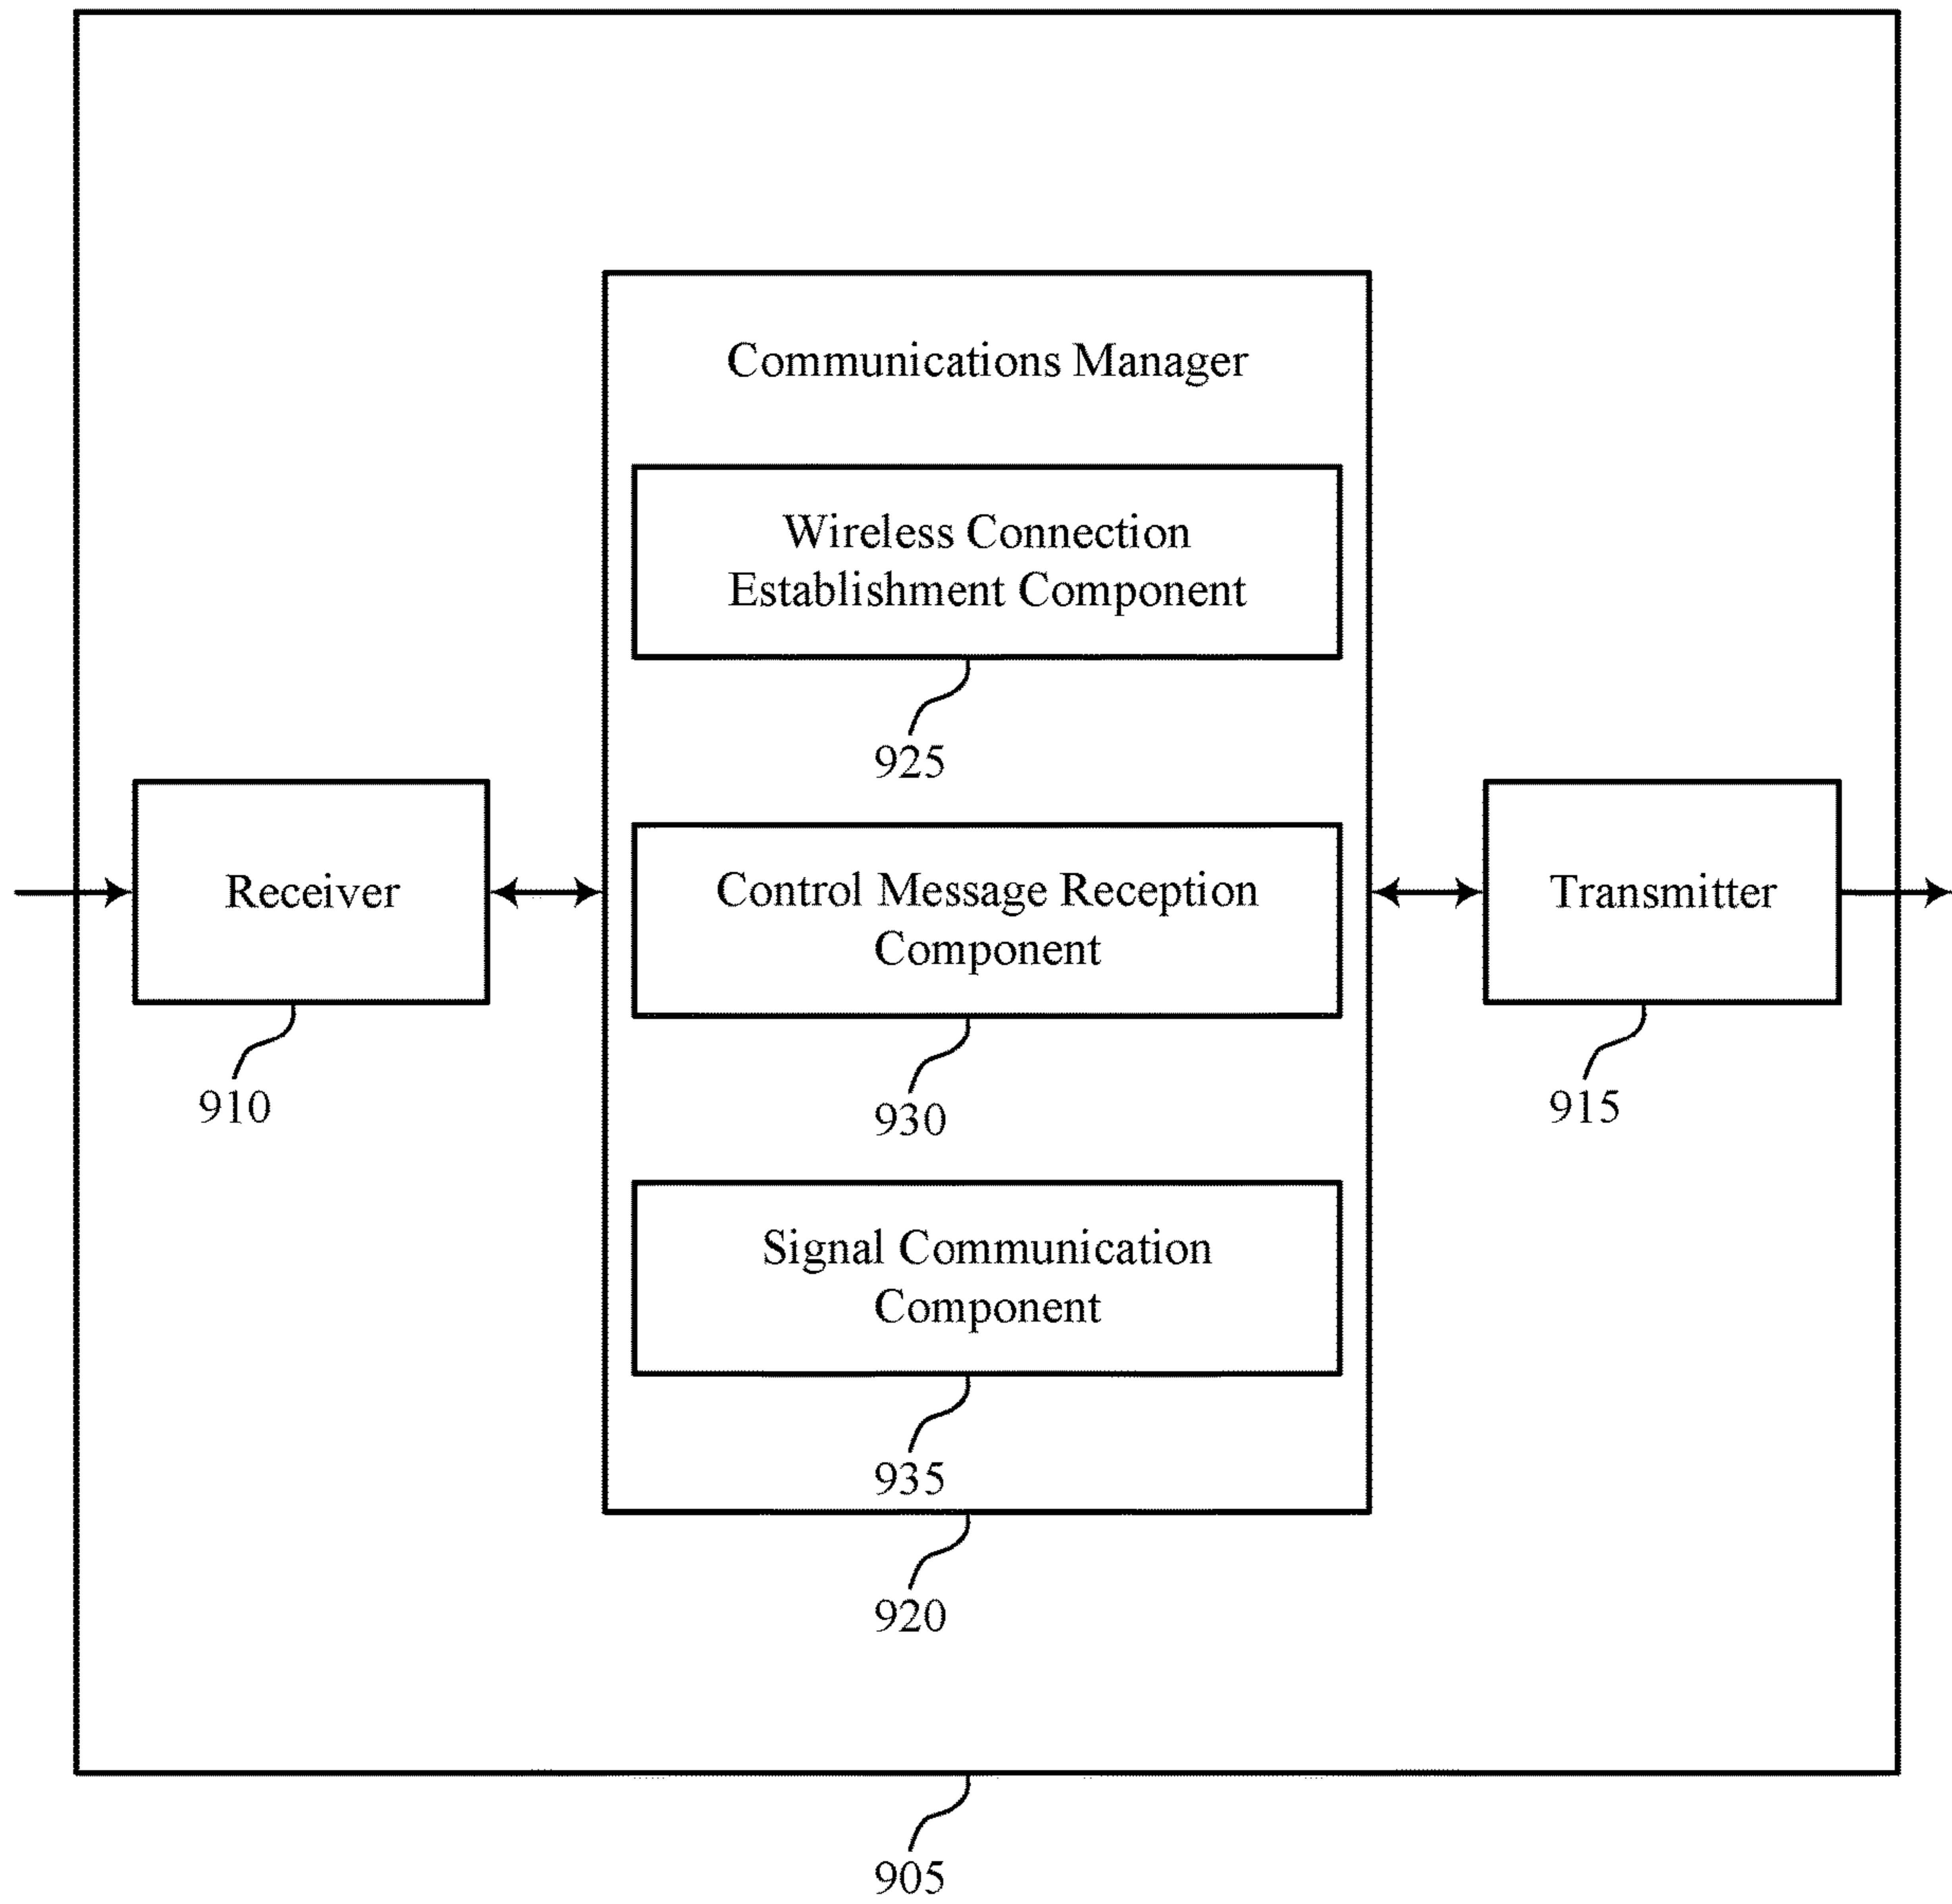 Communications Manager
Wireless Connection
Establishment Component
925
Receiver
910
Control Message Reception
Component
930
Transmitter
915
Signal Communication
Component
935
920
905